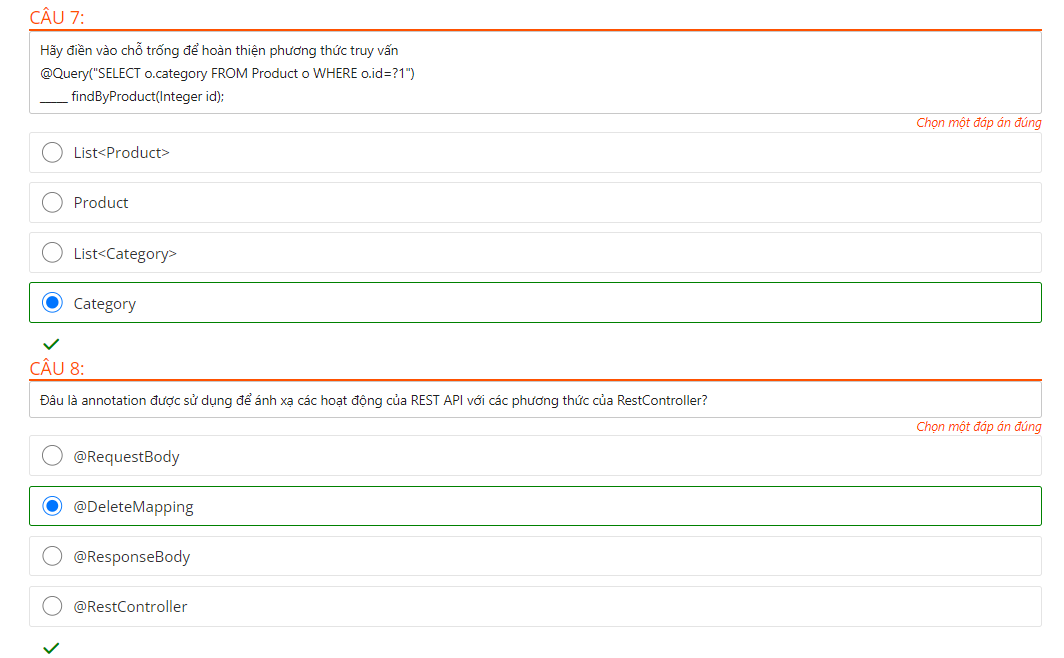 CÂU 7:
Hãy điền vào chỗ trống để hoàn thiện phương thức truy vấn
@Query("SELECT o.category FROM Product o WHERE o.id=?1")
_____ findByProduct(Integer id);
Chọn một đáp án đúng
List<Product>
Product
List<Category>
Category
CÂU 8:
Đâu là annotation được sử dụng để ánh xạ các hoạt động của REST API với các phương thức của RestController?
Chọn một đáp án đúng
@RequestBody
@DeleteMapping
@ResponseBody
@RestController